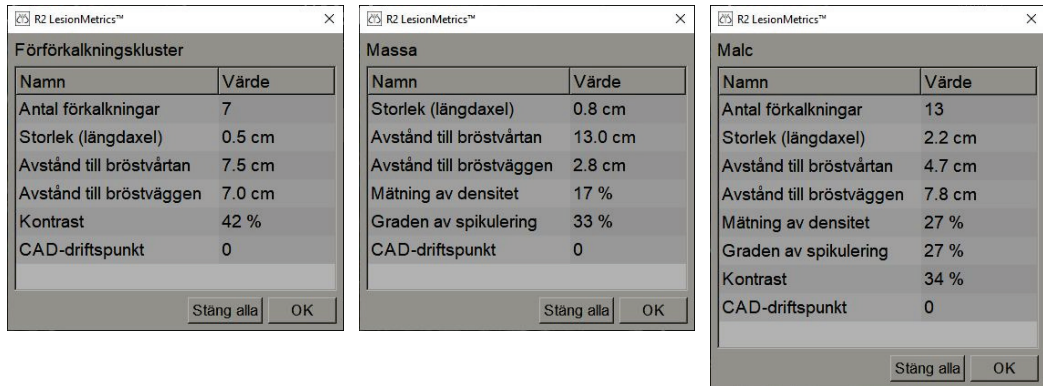 R2 LesionMetrics™
Förförkalkningskluster
Namn Värde
Antal förkalkningar 7
Storlek (längdaxel) 0.5 cm
Avstånd till bröstvårtan 7.5 cm
Avstånd till bröstväggen 7.0 cm
Kontrast 42 %
CAD-driftspunkt 0
Stäng alla OK
R2 LesionMetrics™
Massa
Namn Värde
Storlek (längdaxel) 0.8 cm
Avstånd till bröstvårtan 13.0 cm
Avstånd till bröstväggen 2.8 cm
Mätning av densitet 17 %
Graden av spikulering 33 %
CAD-driftspunkt 0
Stäng alla OK
R2 LesionMetrics™
Malc
Namn Värde
Antal förkalkningar 13
Storlek (längdaxel) 2.2 cm
Avstånd till bröstvårtan 4.7 cm
Avstånd till bröstväggen 7.8 cm
Mätning av densitet 27 %
Graden av spikulering 27 %
Kontrast 34 %
CAD-driftspunkt 0
Stäng alla OK